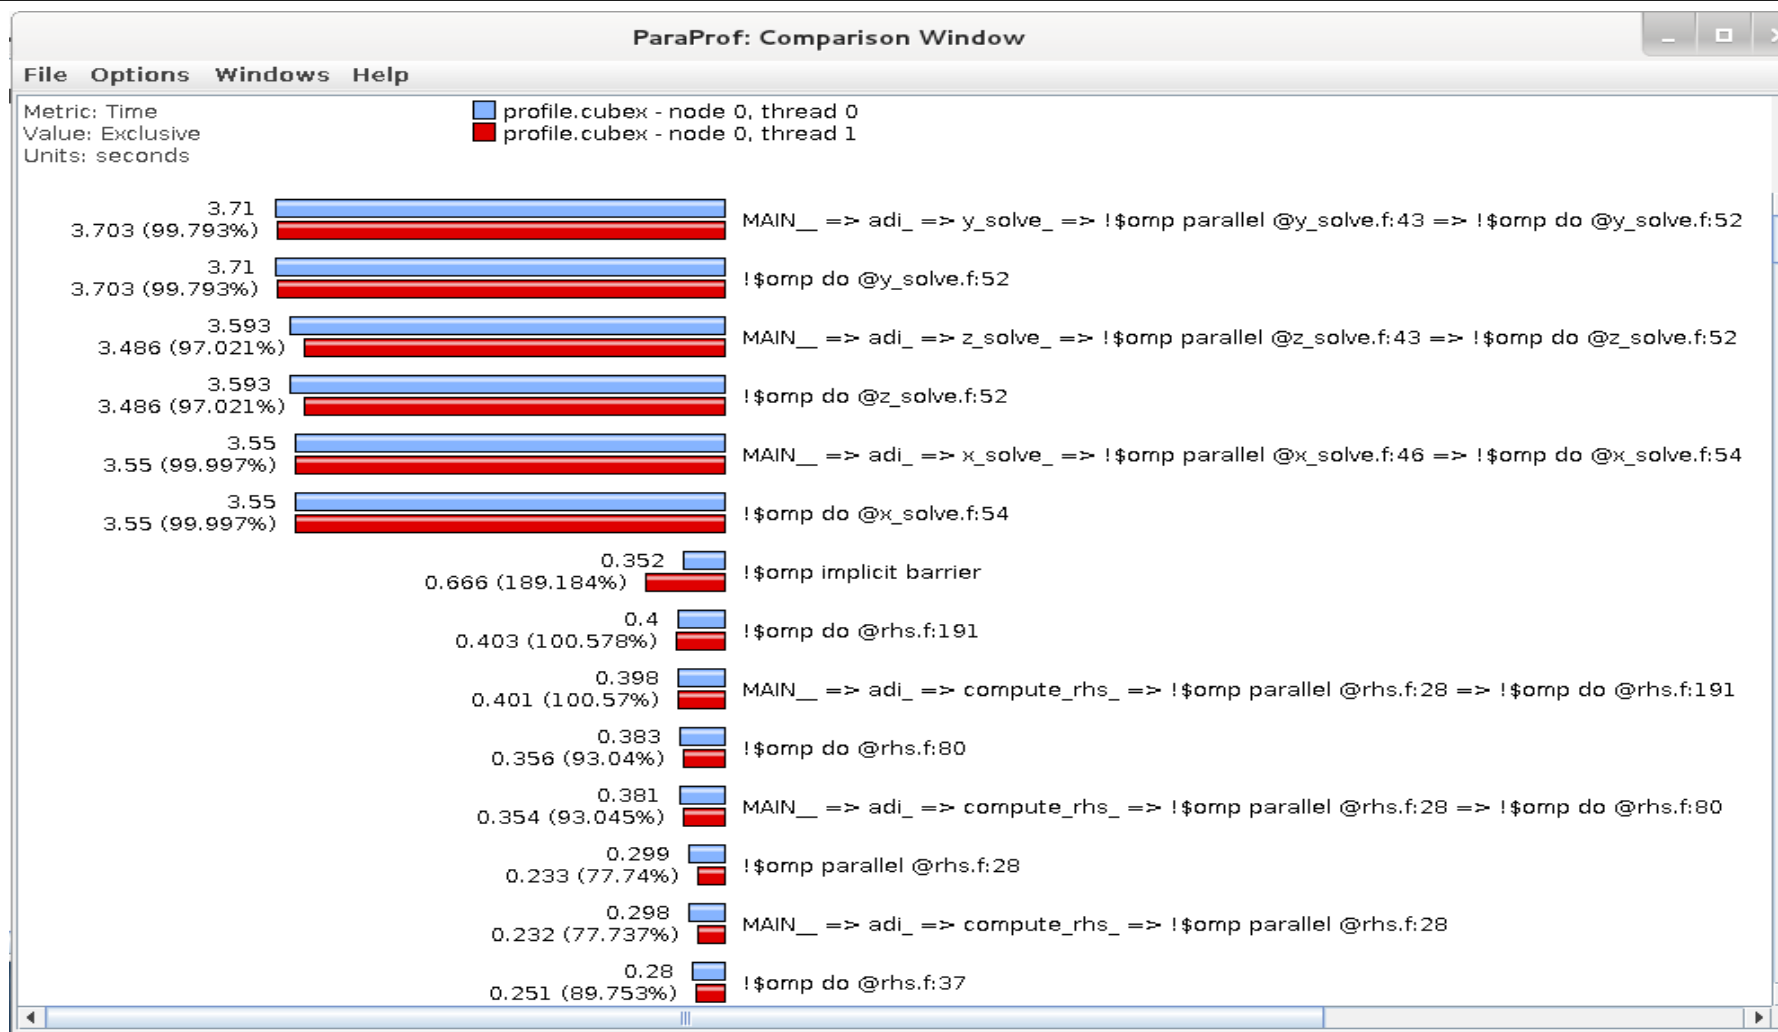 ParaProf: Comparison Window
File Options Windows Help
Metric: Time
Value: Exclusive
Units: seconds
profile.cubex - node 0, thread 0
profile.cubex - node 0, thread 1
3.71
3.703 (99.793%)
MAIN__ => adi_ => y_solve_ => !$omp parallel @y_solve.f:43 => !$omp do @y_solve.f:52
3.71
3.703 (99.793%)
!$omp do @y_solve.f:52
3.593
3.486 (97.021%)
MAIN__ => adi_ => z_solve_ => !$omp parallel @z_solve.f:43 => !$omp do @z_solve.f:52
3.593
3.486 (97.021%)
!$omp do @z_solve.f:52
3.55
3.55 (99.997%)
MAIN__ => adi_ => x_solve_ => !$omp parallel @x_solve.f:46 => !$omp do @x_solve.f:54
3.55
3.55 (99.997%)
!$omp do @x_solve.f:54
0.352
0.666 (189.184%)
!$omp implicit barrier
0.4
0.403 (100.578%)
!$omp do @rhs.f:191
0.398
0.401 (100.57%)
MAIN__ => adi_ => compute_rhs_ => !$omp parallel @rhs.f:28 => !$omp do @rhs.f:191
0.383
0.356 (93.04%)
!$omp do @rhs.f:80
0.381
0.354 (93.045%)
MAIN__ => adi_ => compute_rhs_ => !$omp parallel @rhs.f:28 => !$omp do @rhs.f:80
0.299
0.233 (77.74%)
!$omp parallel @rhs.f:28
0.298
0.232 (77.737%)
MAIN__ => adi_ => compute_rhs_ => !$omp parallel @rhs.f:28
0.28
0.251 (89.753%)
!$omp do @rhs.f:37